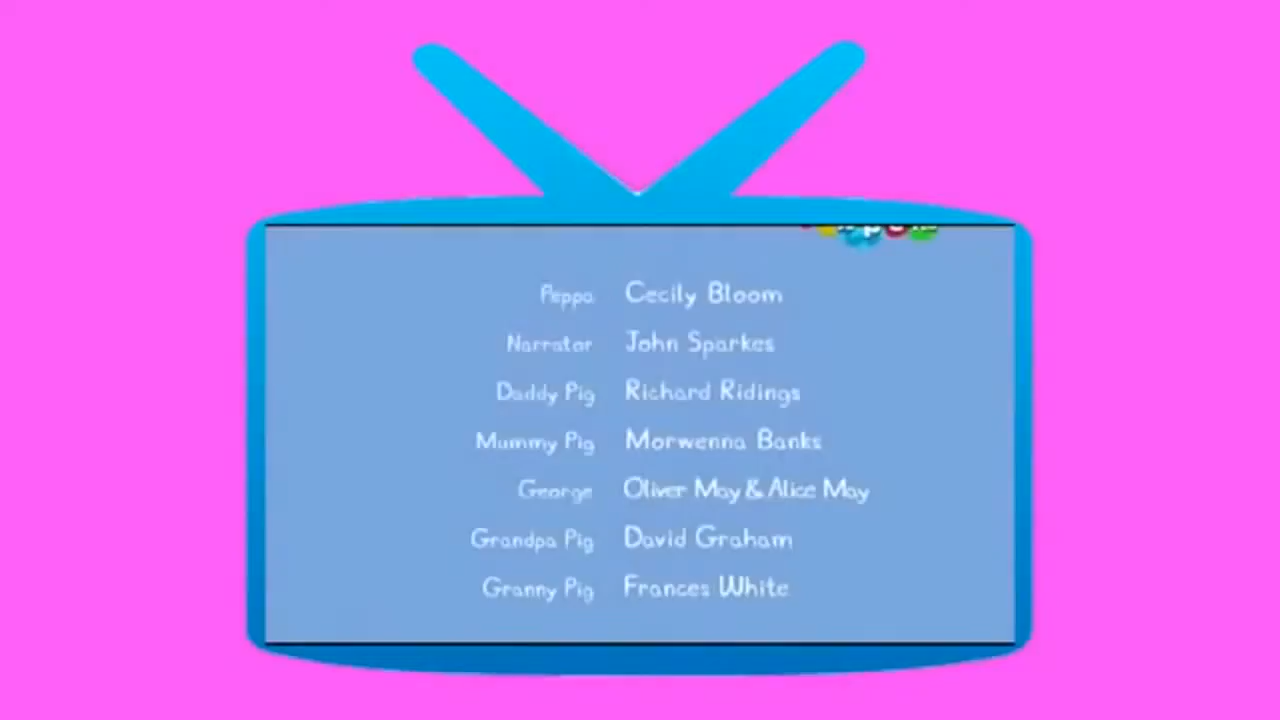 Peppa Cecily Bloom
Narrator John Sparkes
Daddy Pig Richard Ridings
Mummy Pig Morwenna Banks
George Oliver May & Alice May
Grandpa Pig David Graham
Granny Pig Frances White